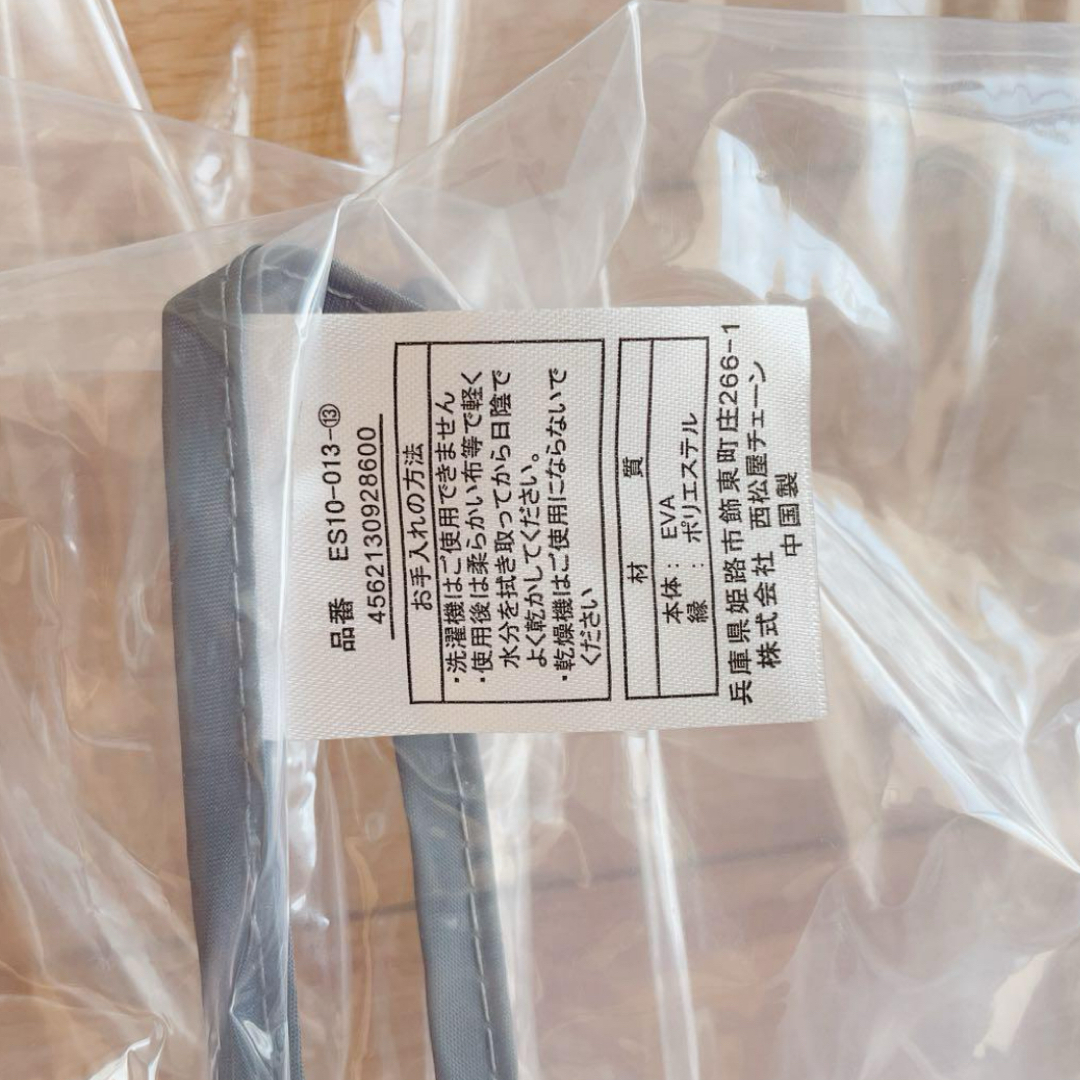 品番 ES10-013-⑬
4562130928600
お手入れの方法
・洗濯機はご使用できません
・使用後は柔らかい布等で軽く
水分を拭き取ってから日陰で
よく乾かしてください。
・乾燥機はご使用にならないで
ください
材 質
本体： EVA
縁 ： ポリエステル
兵庫県姫路市飾東町庄266-1
株式会社 西松屋チェーン
中国製